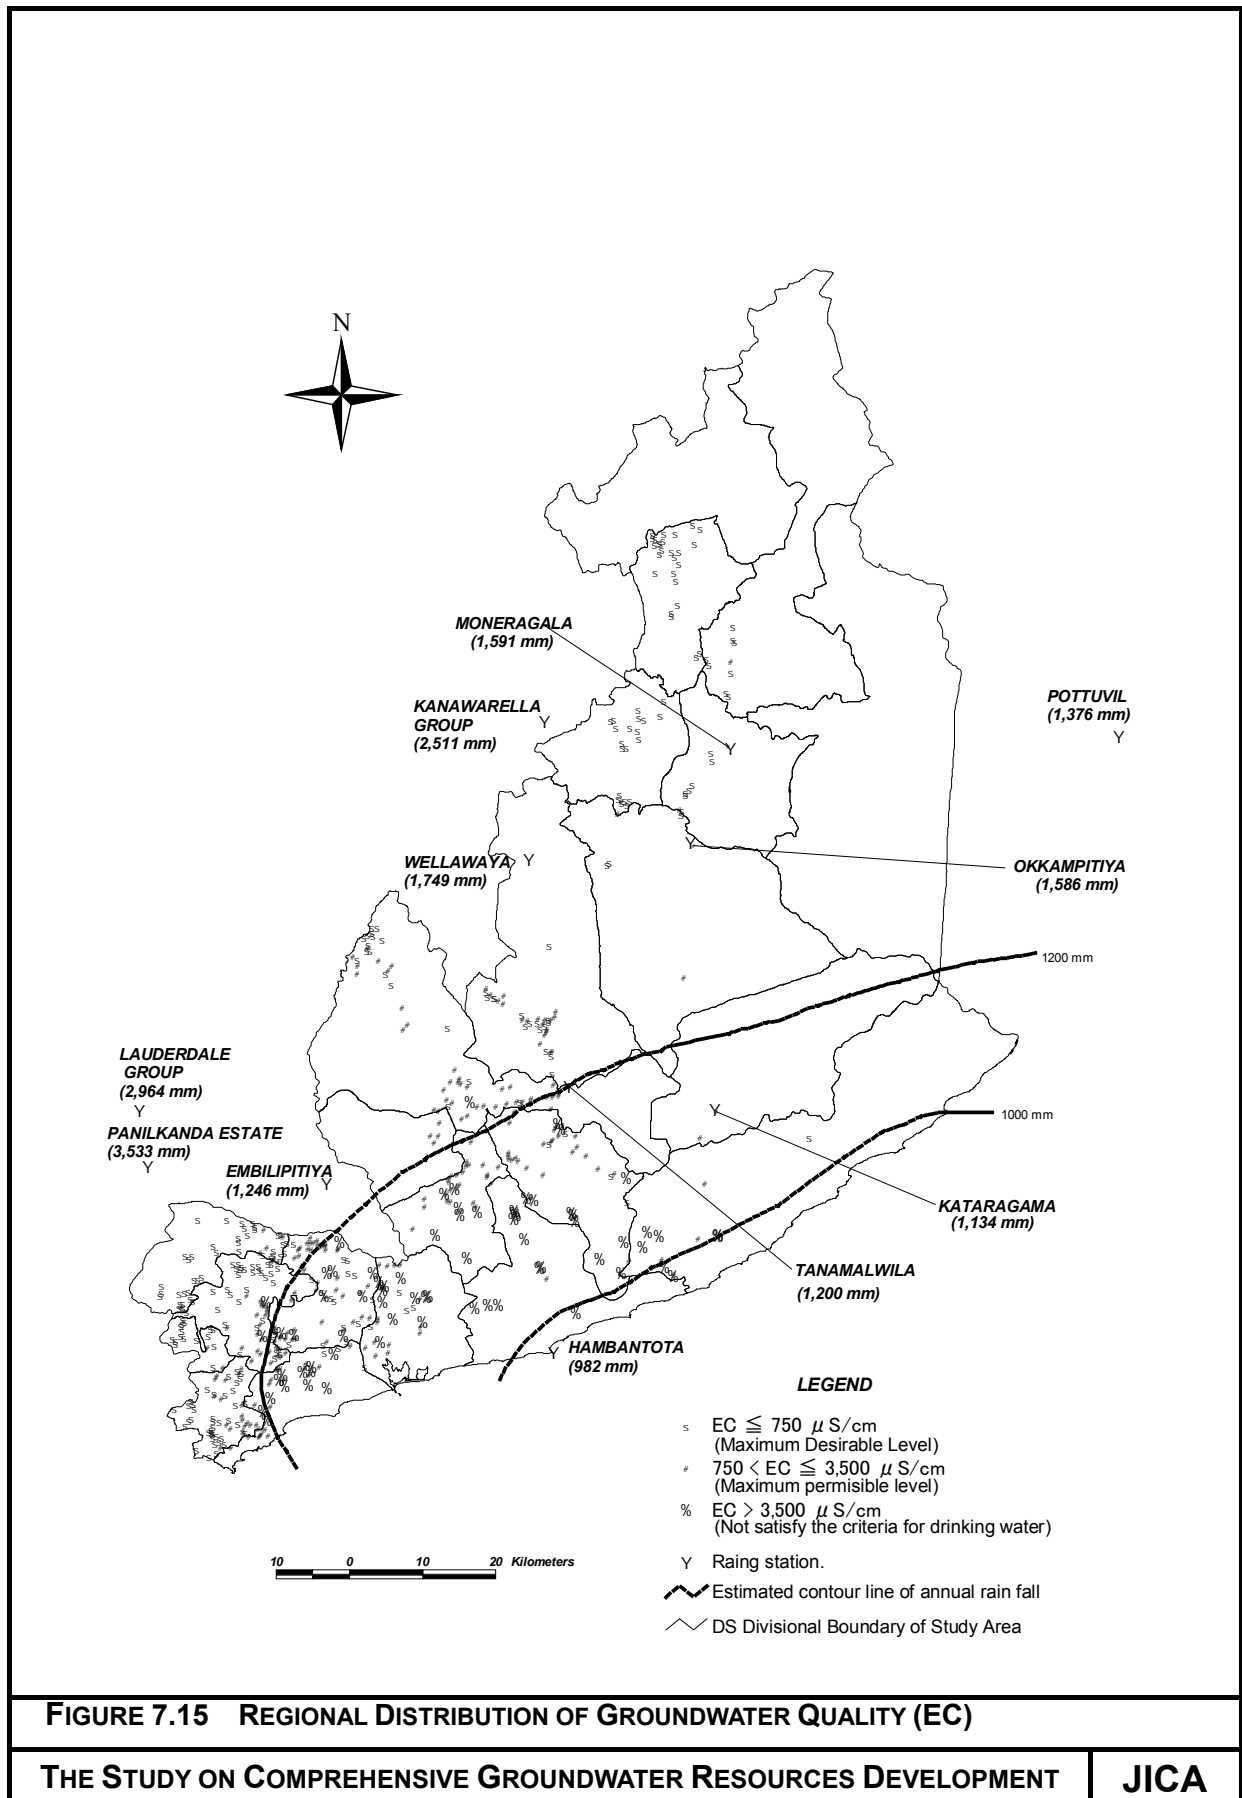 N
MONERAGALA
(1,591 mm)
KANAWARELLA
GROUP
(2,511 mm)
Y
POTTUVIL
(1,376 mm)
Y
Y
Y
WELLAWAYA
(1,749 mm)
Y
OKKAMPITIYA
(1,586 mm)
1200 mm
LAUDERDALE
GROUP
(2,964 mm)
Y
1000 mm
PANILKANDA ESTATE
(3,533 mm)
Y
EMBILIPITIYA
(1,246 mm)
Y
Y
KATARAGAMA
(1,134 mm)
TANAMALWILA
(1,200 mm)
HAMBANTOTA
(982 mm)
Y
LEGEND
S EC ≦ 750 μ S/cm
(Maximum Desirable Level)
# 750 < EC ≦ 3,500 μ S/cm
(Maximum permisible level)
% EC > 3,500 μ S/cm
(Not satisfy the criteria for drinking water)
Y Raing station.
Estimated contour line of annual rain fall
DS Divisional Boundary of Study Area
10 0 10 20 Kilometers
FIGURE 7.15 REGIONAL DISTRIBUTION OF GROUNDWATER QUALITY (EC)
THE STUDY ON COMPREHENSIVE GROUNDWATER RESOURCES DEVELOPMENT
JICA